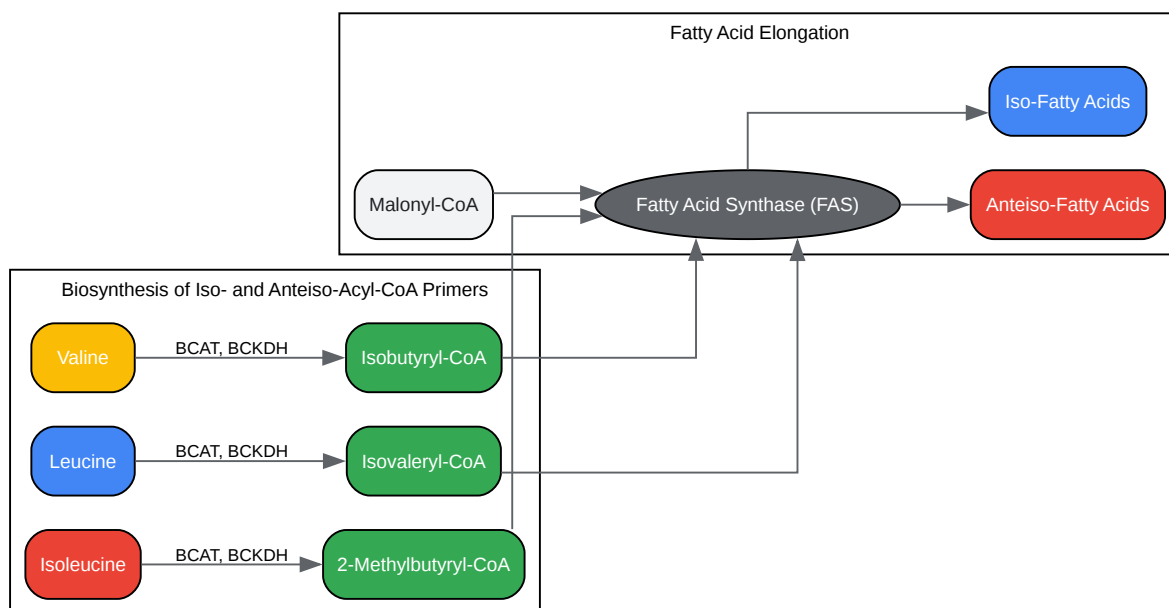 Fatty Acid Elongation
Iso-Fatty Acids
Malonyl-CoA
Fatty Acid Synthase (FAS)
Anteiso-Fatty Acids
Biosynthesis of Iso- and Anteiso-Acyl-CoA Primers
Valine
BCAT, BCKDH
Isobutyryl-CoA
Leucine
BCAT, BCKDH
Isovaleryl-CoA
Isoleucine
BCAT, BCKDH
2-Methylbutyryl-CoA